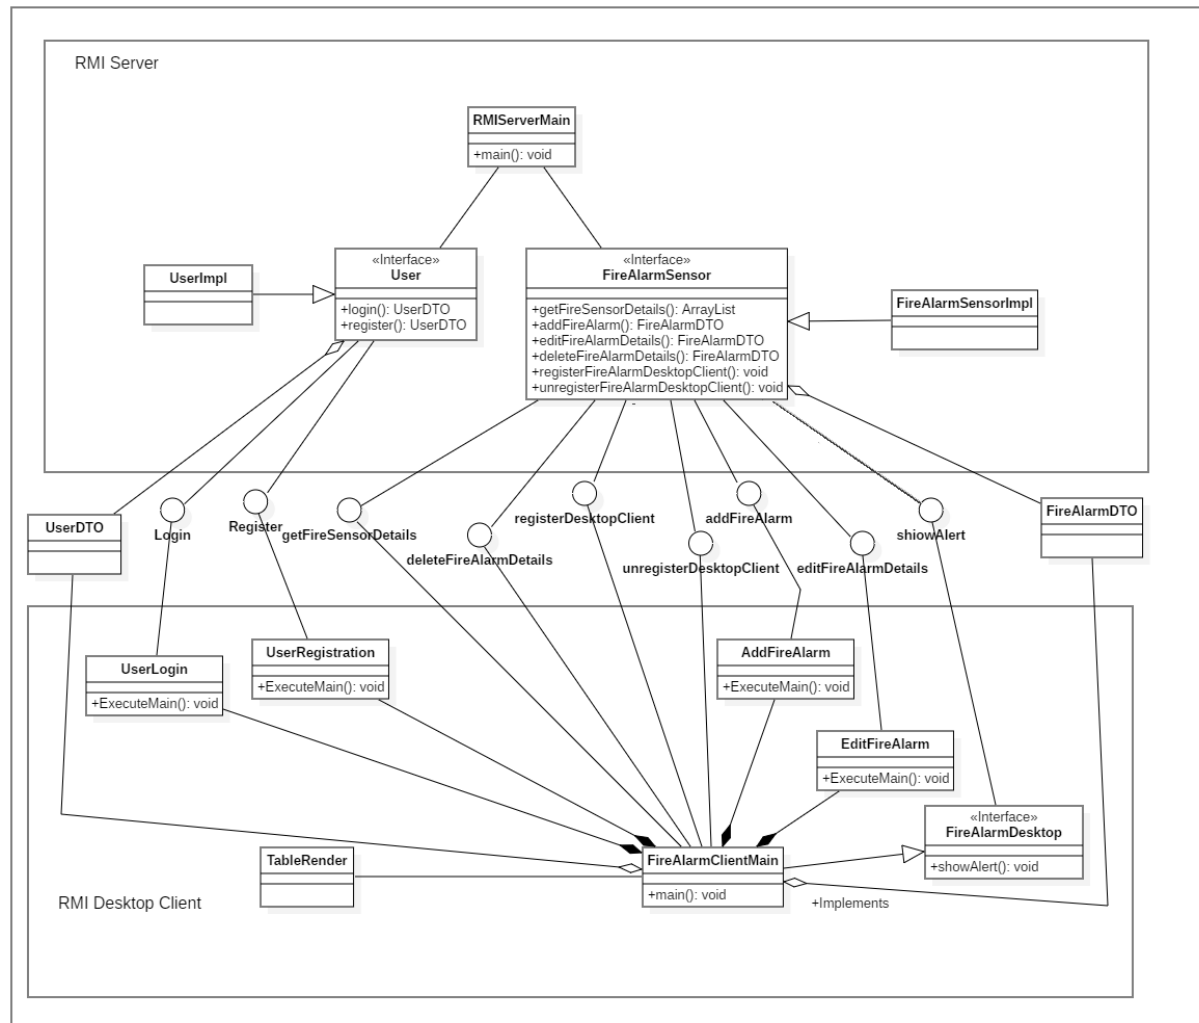 RMI Server
RMIServerMain
+main(): void
«Interface»
User
+login(): UserDTO
+register(): UserDTO
UserImpl
«Interface»
FireAlarmSensor
+getFireSensorDetails(): ArrayList
+addFireAlarm(): FireAlarmDTO
+editFireAlarmDetails(): FireAlarmDTO
+deleteFireAlarmDetails(): FireAlarmDTO
+registerFireAlarmDesktopClient(): void
+unregisterFireAlarmDesktopClient(): void
FireAlarmSensorImpl
UserDTO
Login
Register
getFireSensorDetails
deleteFireAlarmDetails
registerDesktopClient
unregisterDesktopClient
addFireAlarm
editFireAlarmDetails
shiowAlert
FireAlarmDTO
UserLogin
+ExecuteMain(): void
UserRegistration
+ExecuteMain(): void
AddFireAlarm
+ExecuteMain(): void
EditFireAlarm
+ExecuteMain(): void
«Interface»
FireAlarmDesktop
+showAlert(): void
TableRender
FireAlarmClientMain
+main(): void
+Implements
RMI Desktop Client